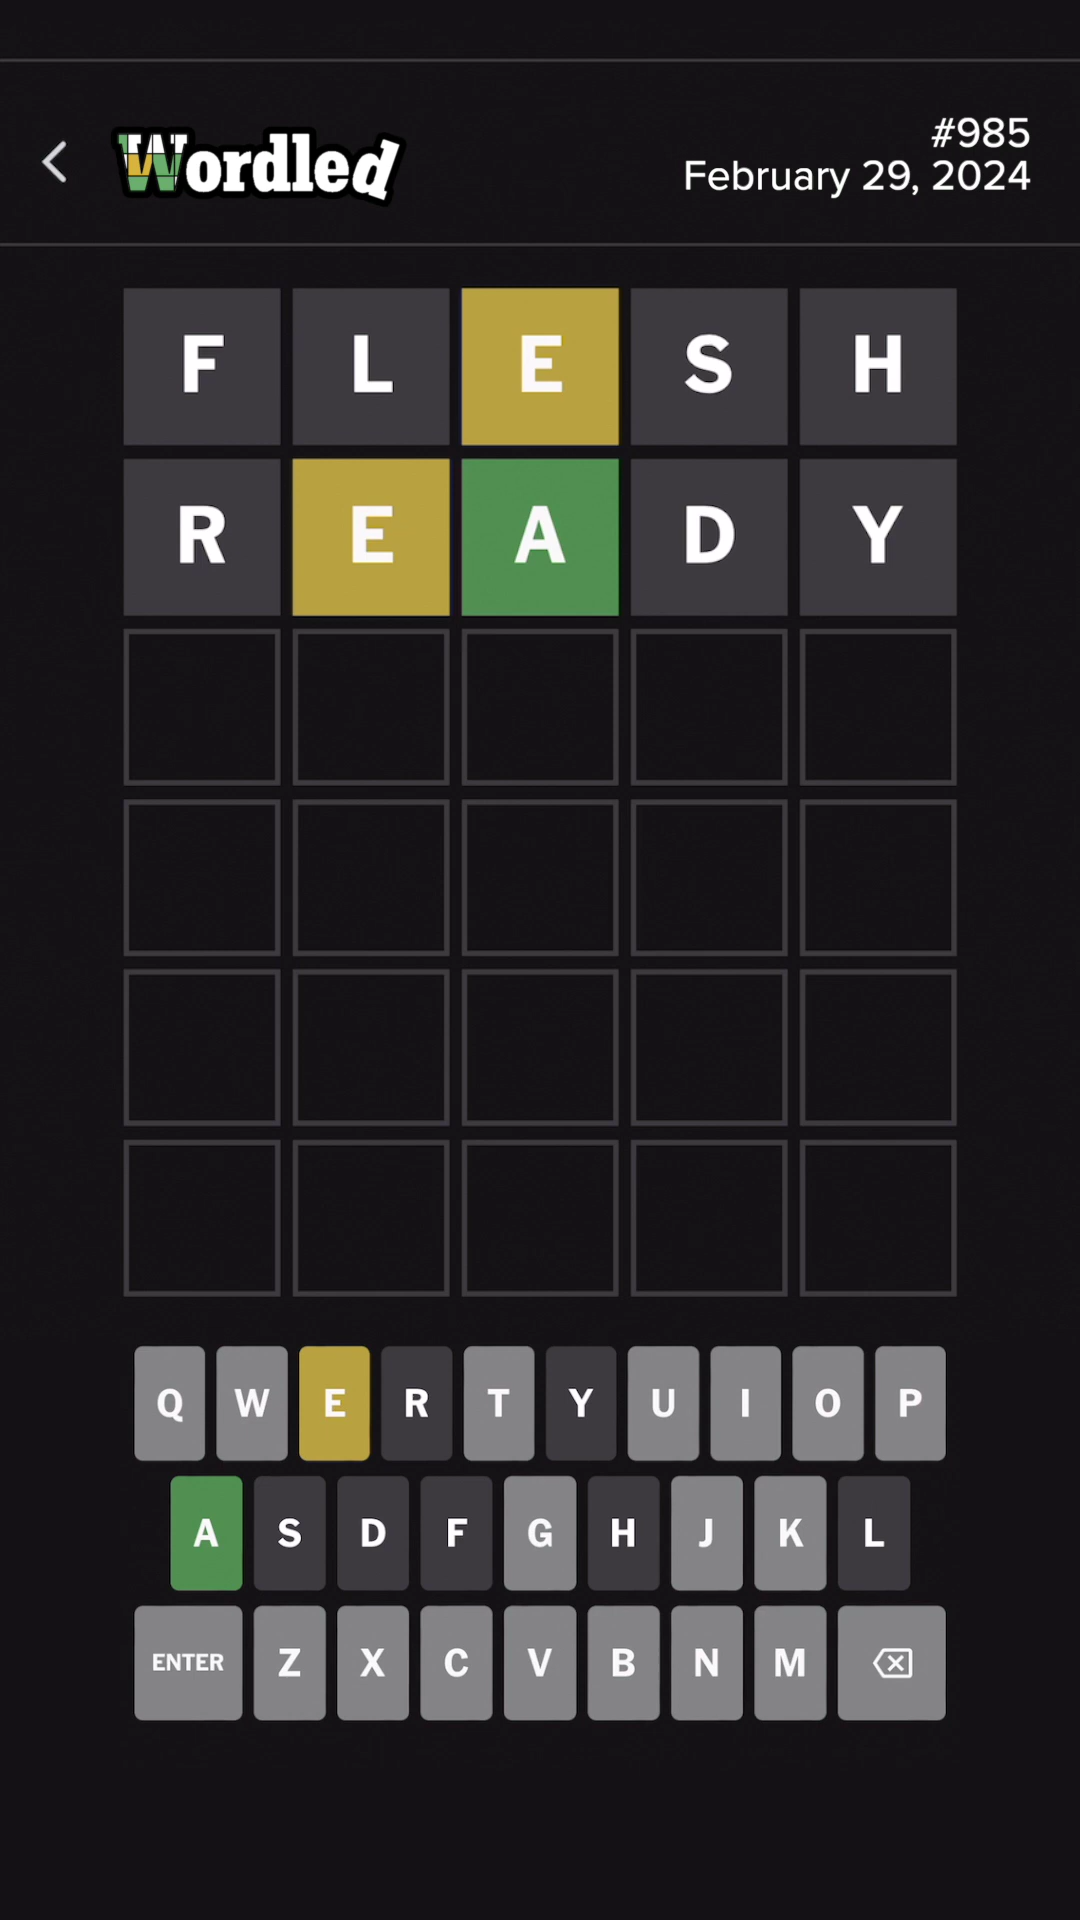 Wordled
#985
February 29, 2024
F L E S H
R E A D Y
Q W E R T Y U I O P
A S D F G H J K L
ENTER Z X C V B N M